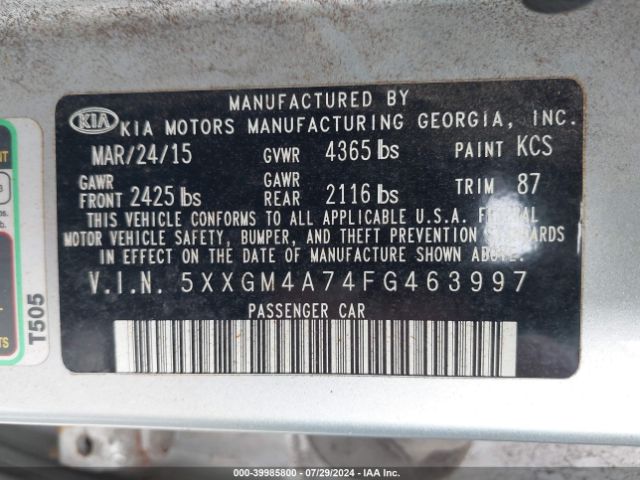 MANUFACTURED BY
KIA KIA MOTORS MANUFACTURING GEORGIA, INC.
MAR/24/15 GVWR 4365 lbs PAINT KCS
GAWR FRONT 2425 lbs GAWR REAR 2116 lbs TRIM 87
THIS VEHICLE CONFORMS TO ALL APPLICABLE U.S.A. FEDERAL
MOTOR VEHICLE SAFETY, BUMPER, AND THEFT PREVENTION STANDARDS
IN EFFECT ON THE DATE OF MANUFACTURE SHOWN ABOVE.
V.I.N. 5XXGM4A74FG463997
PASSENGER CAR
T505
000-39985800 - 07/29/2024 - IAA Inc.